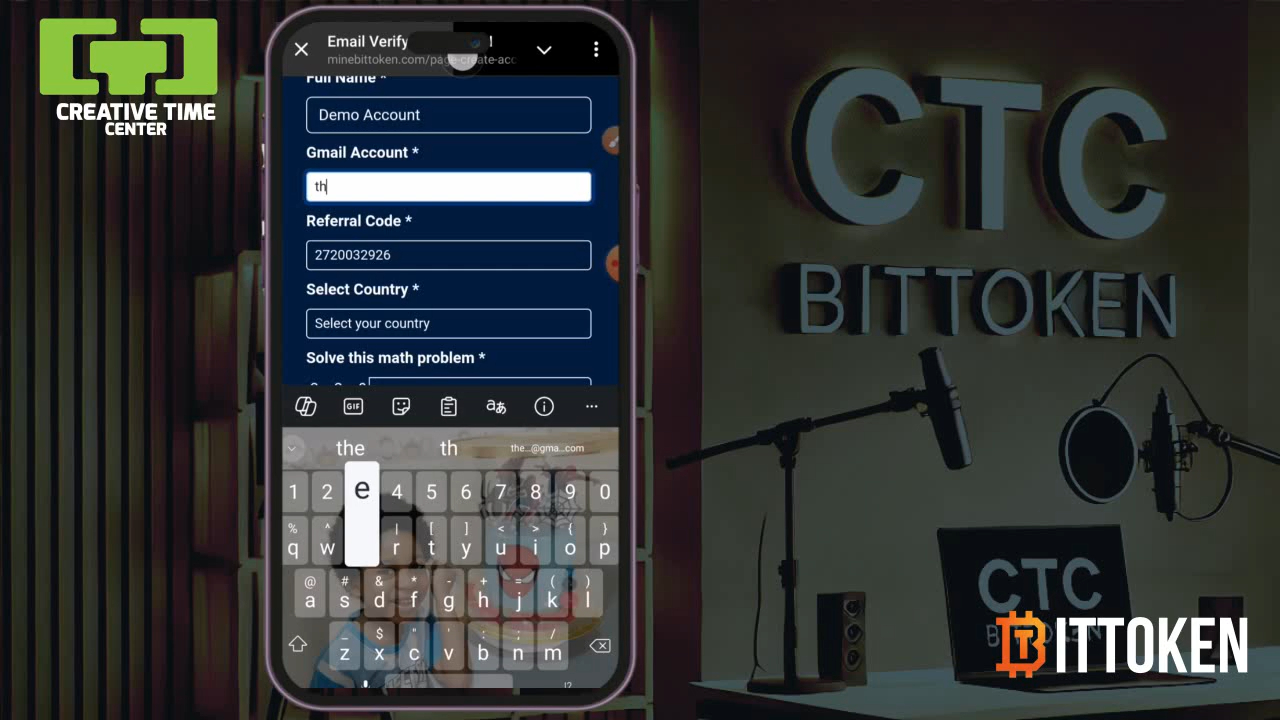 CREATIVE TIME
CENTER
Email Verify
minebittoken.com/page-create-acc
Full Name *
Demo Account
Gmail Account *
th
Referral Code *
2720032926
Select Country *
Select your country
Solve this math problem *
GIF
the
th
the...@gma...com
1 2 e 4 5 6 7 8 9 0
% ^ | [ ] < > { }
q w r t y u i o p
@ # & * - + = ( )
a s d f g h j k l
_ $ " ' : ; /
z x c v b n m
!?
CTC
BITTOKEN
CTC
BITTOKEN
BITTOKEN